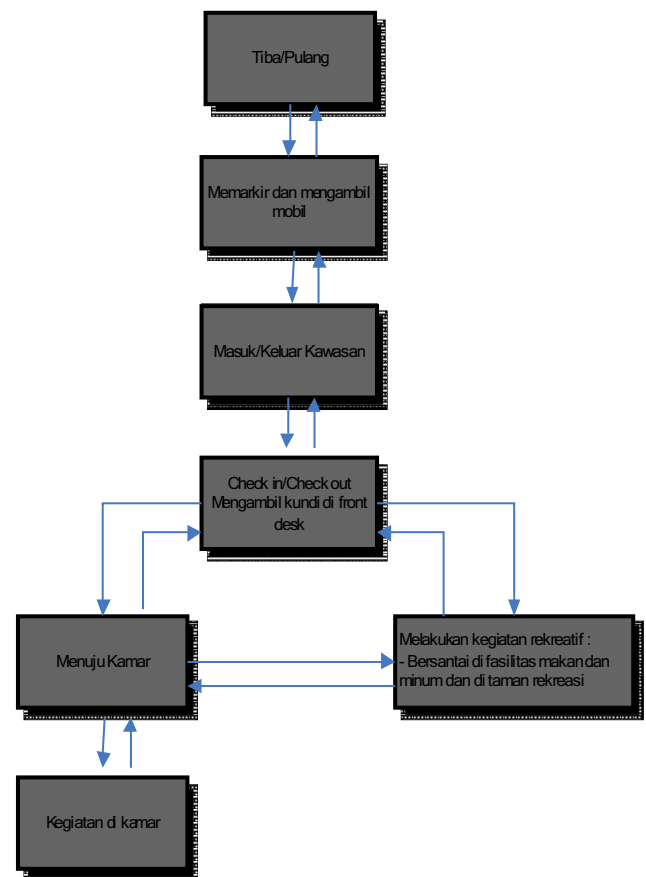 Tiba/Pulang
Memarkir dan mengambil
mobil
Masuk/Keluar Kawasan
Check in/Check out
Mengambil kundi di front
desk
Menuju Kamar
Melakukan kegiatan rekreatif :
- Bersantai di fasilitas makan dan
minum dan di taman rekreasi
Kegiatan di kamar